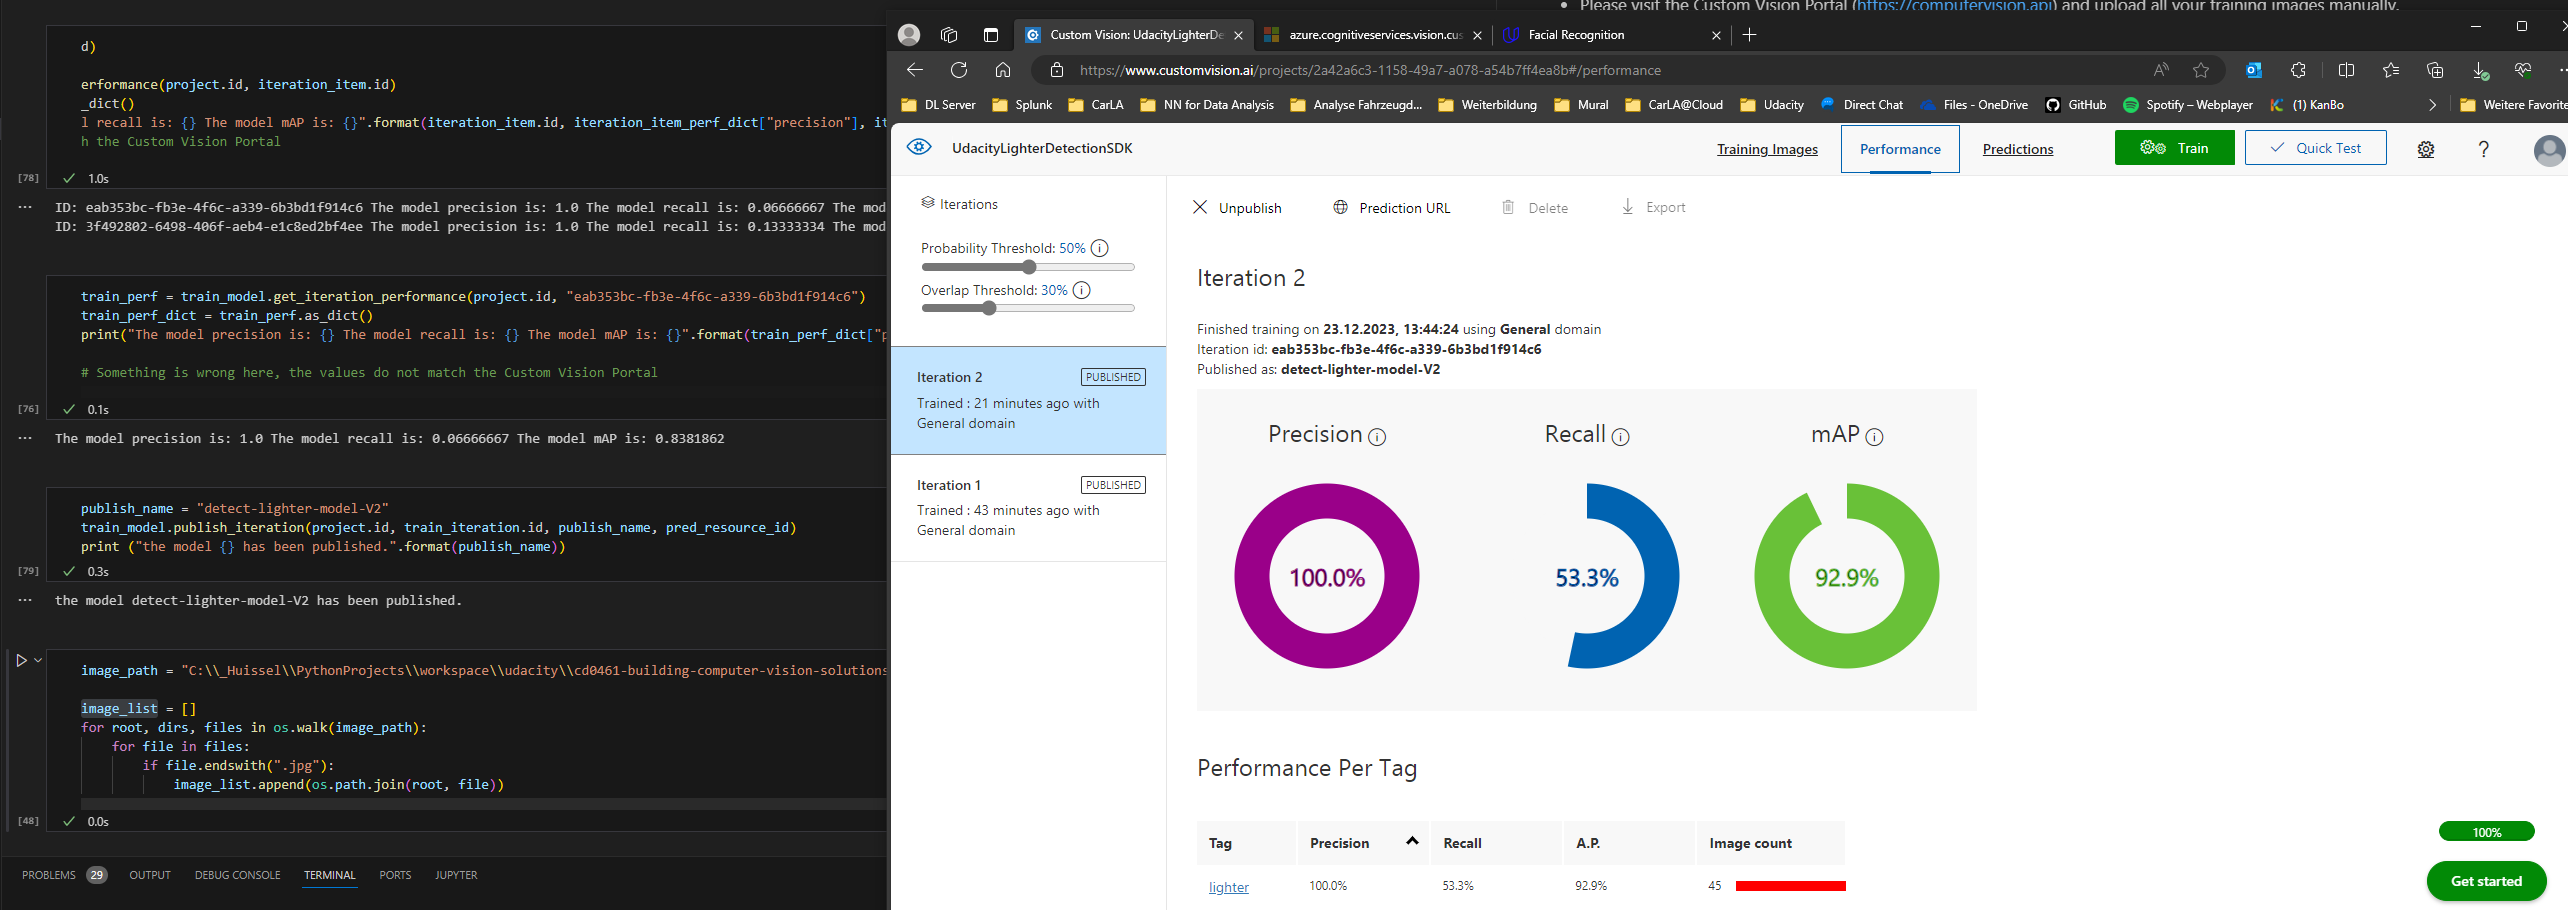 d)
erformance(project.id, iteration_item.id)
_dict()
l recall is: {} The model mAP is: {}".format(iteration_item.id, iteration_item_perf_dict["precision"], it
h the Custom Vision Portal
[78] 1.0s
... ID: eab353bc-fb3e-4f6c-a339-6b3bd1f914c6 The model precision is: 1.0 The model recall is: 0.06666667 The mod
ID: 3f492802-6498-406f-aeb4-e1c8ed2bf4ee The model precision is: 1.0 The model recall is: 0.13333334 The mod
train_perf = train_model.get_iteration_performance(project.id, "eab353bc-fb3e-4f6c-a339-6b3bd1f914c6")
train_perf_dict = train_perf.as_dict()
print("The model precision is: {} The model recall is: {} The model mAP is: {}".format(train_perf_dict["p
# Something is wrong here, the values do not match the Custom Vision Portal
[76] 0.1s
... The model precision is: 1.0 The model recall is: 0.06666667 The model mAP is: 0.8381862
publish_name = "detect-lighter-model-V2"
train_model.publish_iteration(project.id, train_iteration.id, publish_name, pred_resource_id)
print ("the model {} has been published.".format(publish_name))
[79] 0.3s
... the model detect-lighter-model-V2 has been published.
image_path = "C:\\_Huissel\\PythonProjects\\workspace\\udacity\\cd0461-building-computer-vision-solutions
image_list = []
for root, dirs, files in os.walk(image_path):
for file in files:
if file.endswith(".jpg"):
image_list.append(os.path.join(root, file))
[48] 0.0s
PROBLEMS 29 OUTPUT DEBUG CONSOLE TERMINAL PORTS JUPYTER
• Please visit the Custom Vision Portal (https://computervision.api) and upload all your training images manually.
Custom Vision: UdacityLighterDe azure.cognitiveservices.vision.cus Facial Recognition
https://www.customvision.ai/projects/2a42a6c3-1158-49a7-a078-a54b7ff4ea8b#/performance
DL Server Splunk CarLA NN for Data Analysis Analyse Fahrzeugd... Weiterbildung Mural CarLA@Cloud Udacity Direct Chat Files - OneDrive GitHub Spotify – Webplayer (1) KanBo Weitere Favorite
UdacityLighterDetectionSDK Training Images Performance Predictions Train Quick Test ?
Iterations
Probability Threshold: 50%
Overlap Threshold: 30%
Iteration 2 PUBLISHED
Trained : 21 minutes ago with
General domain
Iteration 1 PUBLISHED
Trained : 43 minutes ago with
General domain
Unpublish Prediction URL Delete Export
Iteration 2
Finished training on 23.12.2023, 13:44:24 using General domain
Iteration id: eab353bc-fb3e-4f6c-a339-6b3bd1f914c6
Published as: detect-lighter-model-V2
Precision Recall mAP
100.0% 53.3% 92.9%
Performance Per Tag
Tag Precision Recall A.P. Image count
lighter 100.0% 53.3% 92.9% 45
100%
Get started